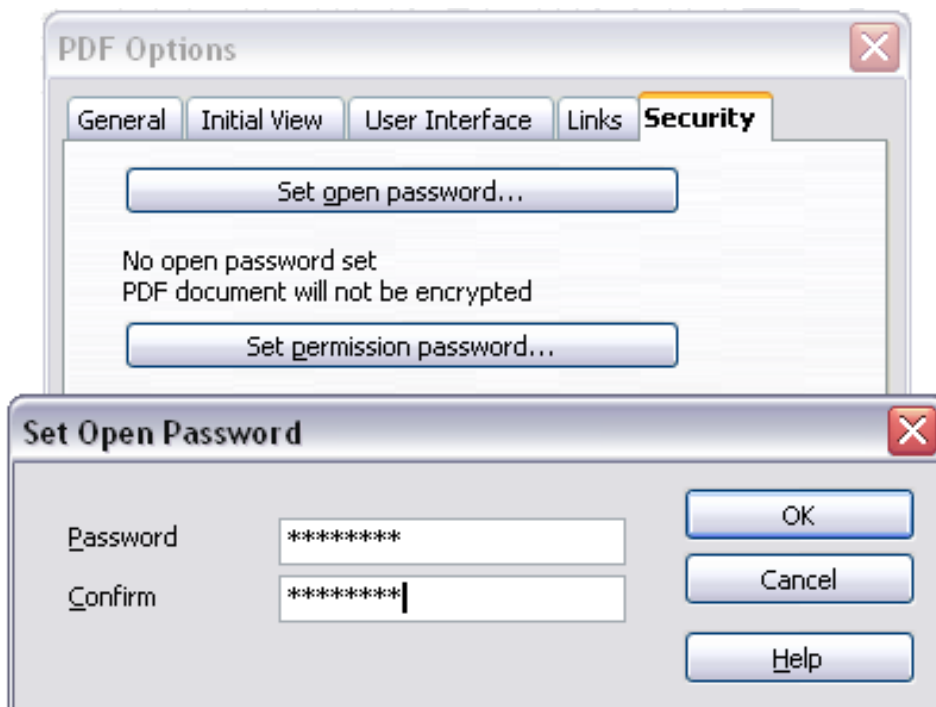 PDF Options
General Initial View User Interface Links Security
Set open password...
No open password set
PDF document will not be encrypted
Set permission password...
Set Open Password
Password ********
OK
Confirm ********
Cancel
Help